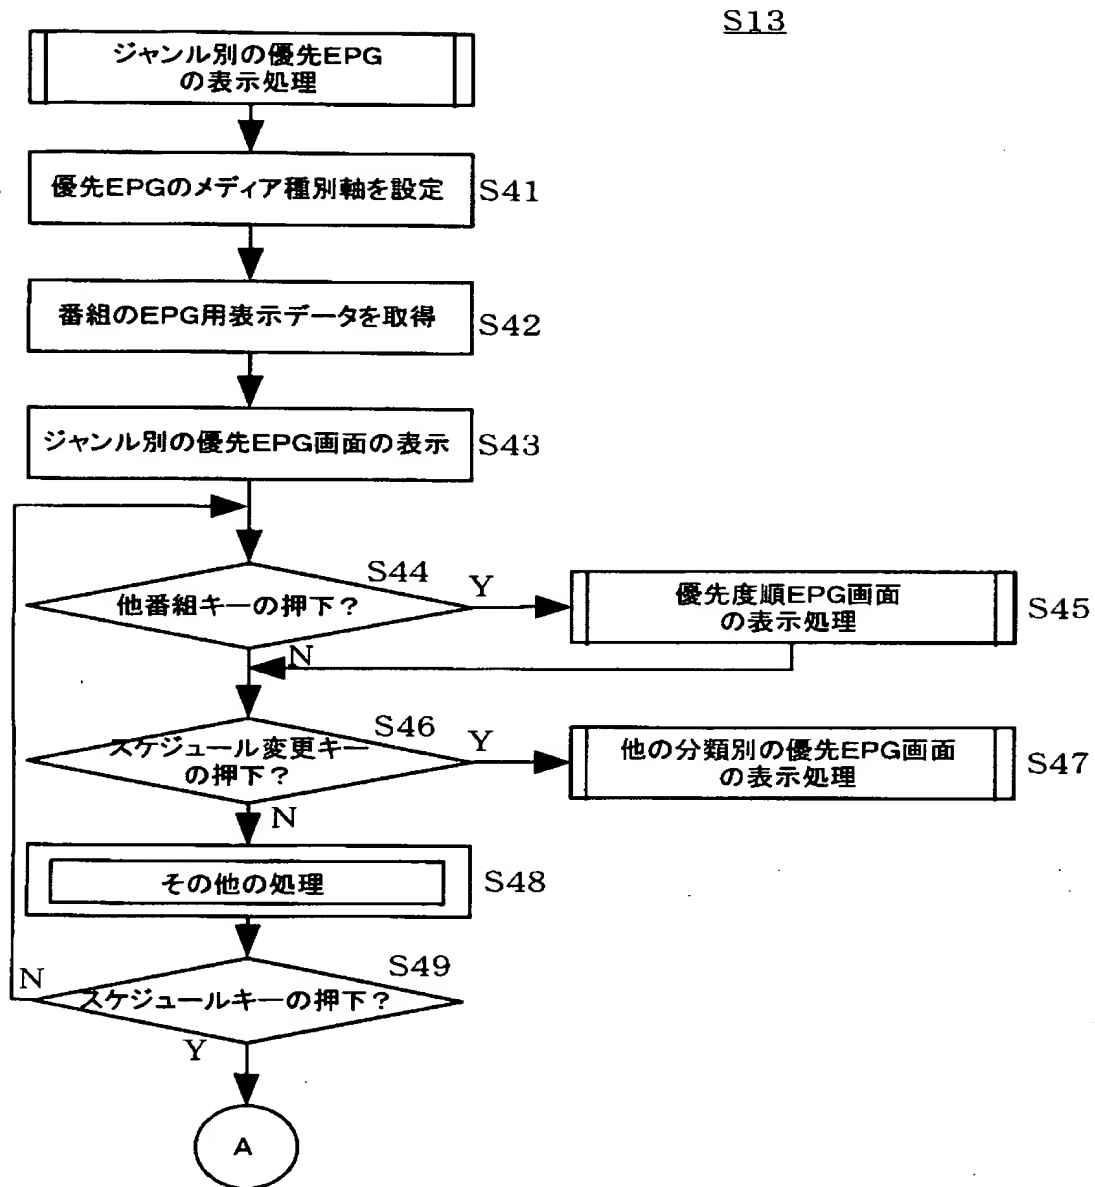 S13
ジャンル別の優先EPG
の表示処理
優先EPGのメディア種別軸を設定
S41
番組のEPG用表示データを取得
S42
ジャンル別の優先EPG画面の表示
S43
S44
他番組キーの押下?
Y
優先度順EPG画面
の表示処理
S45
N
S46
スケジュール変更キー
の押下?
Y
他の分類別の優先EPG画面
の表示処理
S47
N
その他の処理
S48
S49
N
スケジュールキーの押下?
Y
A